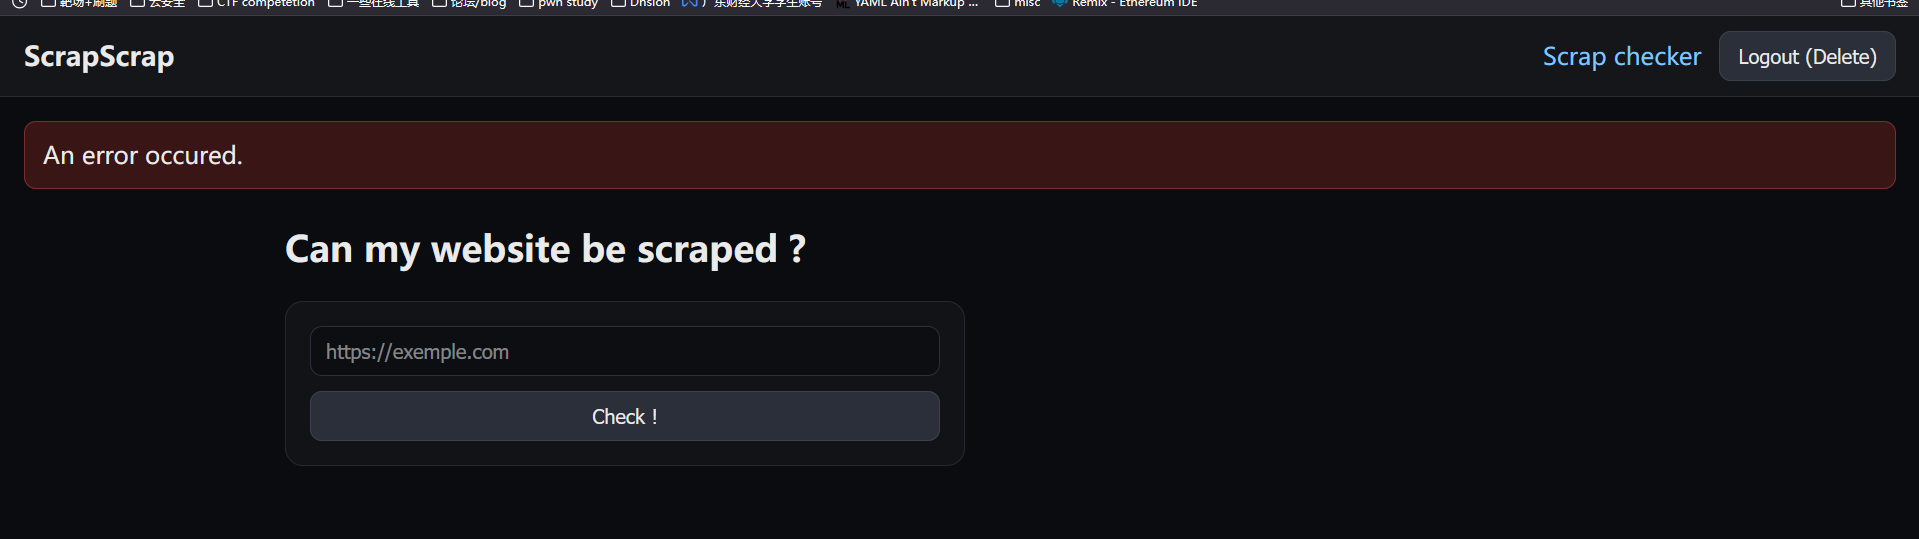 靶场+刷题 云安全 CTF competetion 一些在线工具 论坛/blog pwn study 东财经大学学生账号 YAML Ain't Markup ... misc Remix - Ethereum IDE 其他书签
ScrapScrap Scrap checker Logout (Delete)
An error occured.
Can my website be scraped ?
https://exemple.com
Check !